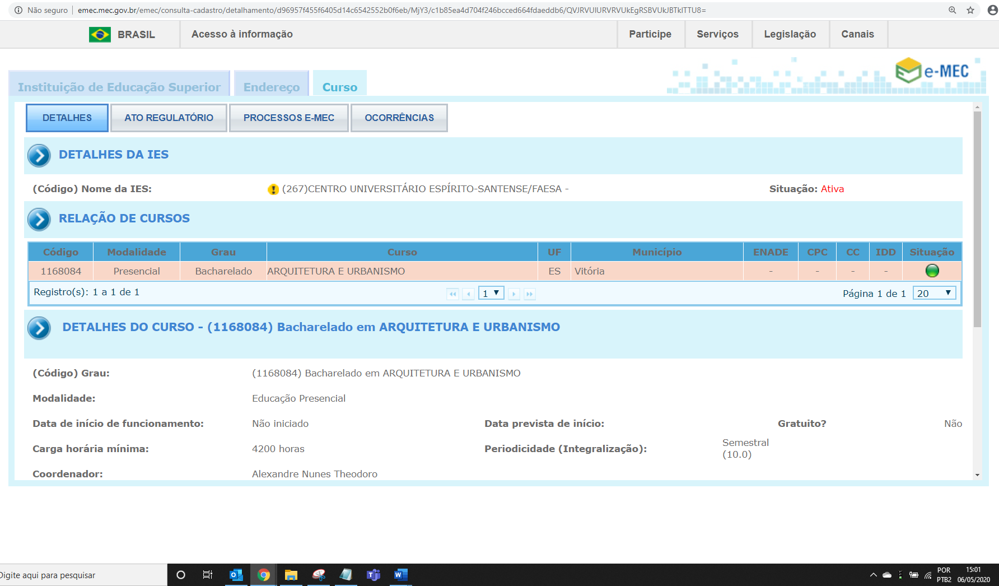 Não seguro | emec.mec.gov.br/emec/consulta-cadastro/detalhamento/d96957f455f6405d14c6542552b0f6eb/MjY3/c1b85ea4d704f246bcced664fdaeddb6/QVJRVUlURVRVUkEgRSBVUkJBTklTTU8=
BRASIL Acesso à informação Participe Serviços Legislação Canais
e-MEC
Instituição de Educação Superior Endereço Curso
DETALHES ATO REGULATÓRIO PROCESSOS E-MEC OCORRÊNCIAS
DETALHES DA IES
(Código) Nome da IES: (267)CENTRO UNIVERSITÁRIO ESPÍRITO-SANTENSE/FAESA - Situação: Ativa
RELAÇÃO DE CURSOS
Código Modalidade Grau Curso UF Município ENADE CPC CC IDD Situação
1168084 Presencial Bacharelado ARQUITETURA E URBANISMO ES Vitória - - - -
Registro(s): 1 a 1 de 1 1 Página 1 de 1 20
DETALHES DO CURSO - (1168084) Bacharelado em ARQUITETURA E URBANISMO
(Código) Grau: (1168084) Bacharelado em ARQUITETURA E URBANISMO
Modalidade: Educação Presencial
Data de início de funcionamento: Não iniciado Data prevista de início: Gratuito? Não
Carga horária mínima: 4200 horas Periodicidade (Integralização): Semestral
(10.0)
Coordenador: Alexandre Nunes Theodoro
Digite aqui para pesquisar
POR 15:01
PTB2 06/05/2020